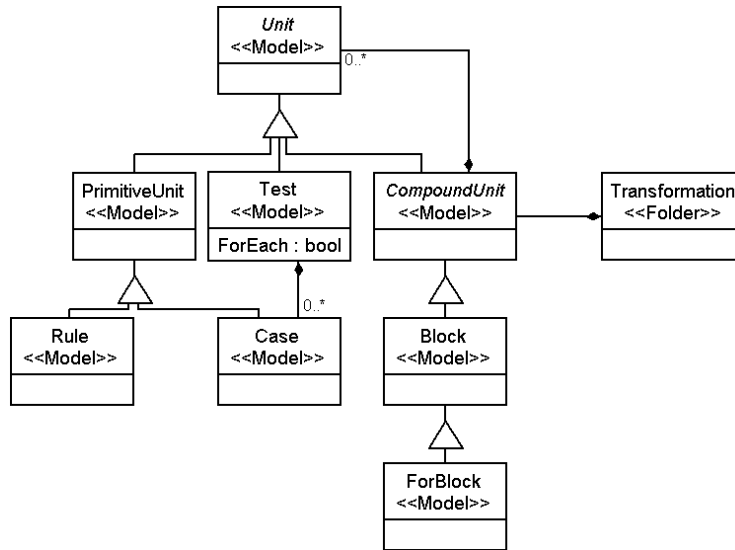 Unit
<<Model>>
0..*
PrimitiveUnit
<<Model>>
Test
<<Model>>
ForEach : bool
CompoundUnit
<<Model>>
Transformation
<<Folder>>
0..*
Rule
<<Model>>
Case
<<Model>>
Block
<<Model>>
ForBlock
<<Model>>